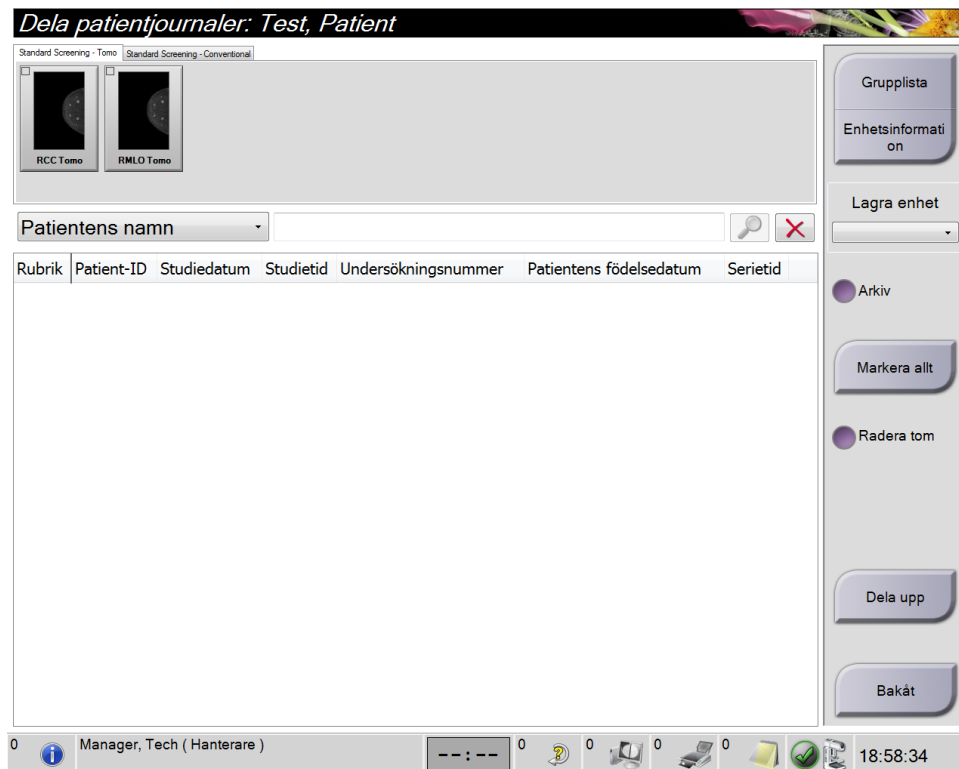 Dela patientjournaler: Test, Patient
Standard Screening - Tomo
Standard Screening - Conventional
RCC Tomo
RMLO Tomo
Patientens namn
Rubrik Patient-ID Studiedatum Studietid Undersökningsnummer Patientens födelsedatum Serietid
Grupplista
Enhetsinformati
on
Lagra enhet
Arkiv
Markera allt
Radera tom
Dela upp
Bakåt
0 Manager, Tech ( Hanterare ) --:-- 0 0 0 0 18:58:34